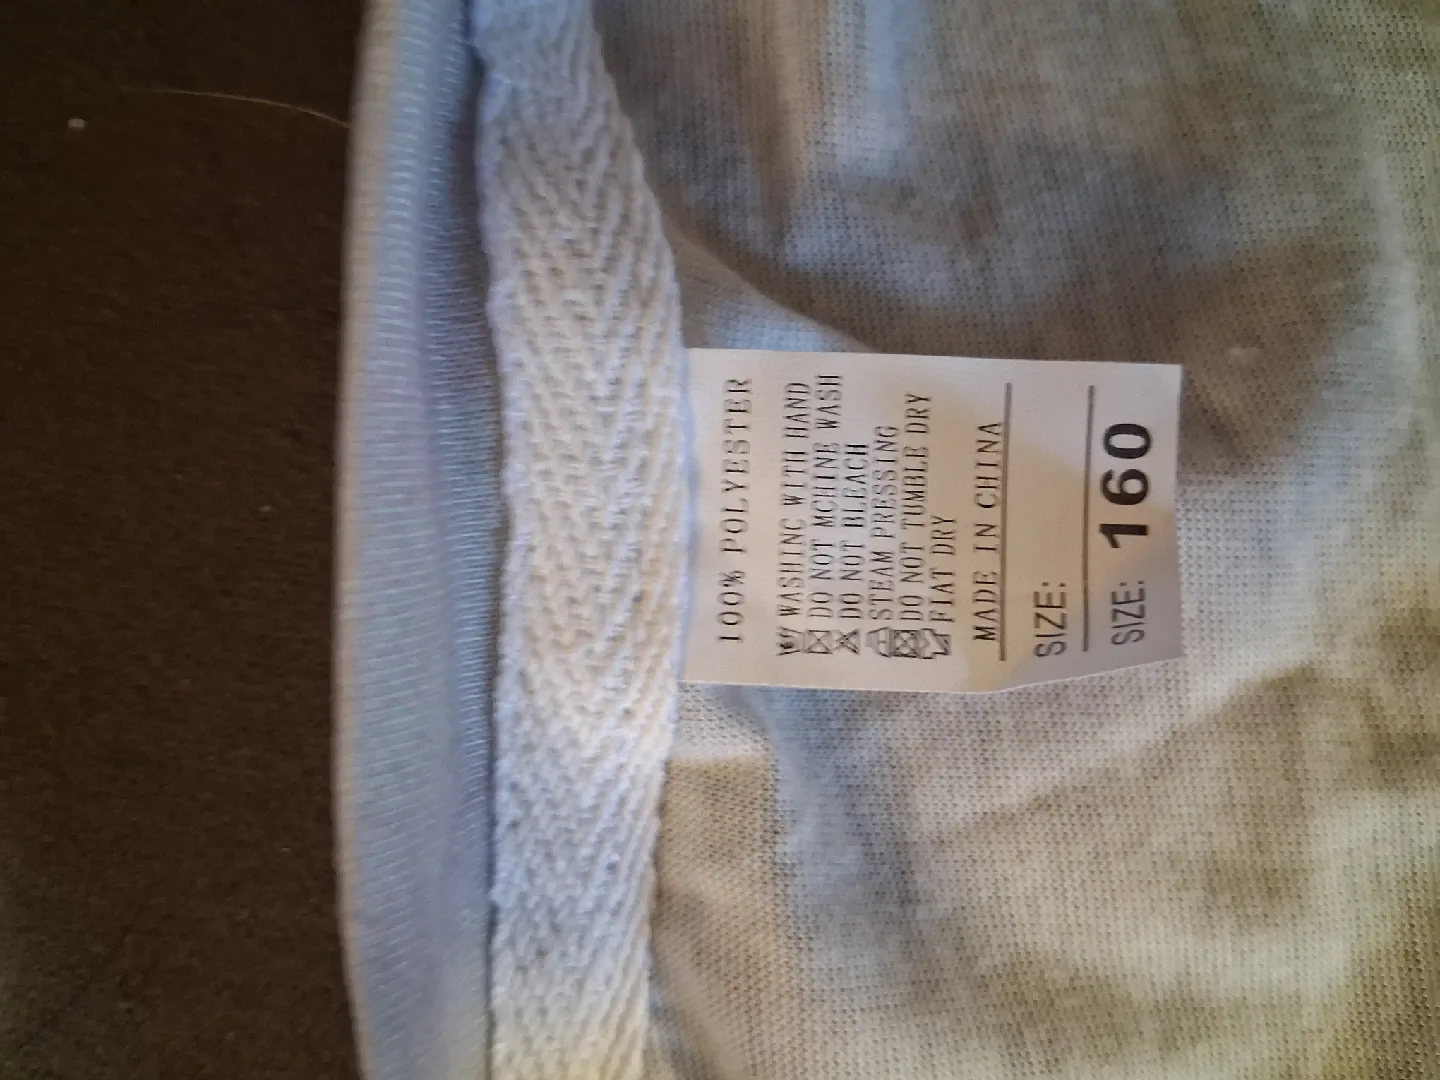 100% POLYESTER
WASHINC WITH HAND
DO NOT MCHINE WASH
DO NOT BLEACH
STEAM PRESSING
DO NOT TUMBLE DRY
FIAT DRY
MADE IN CHINA
SIZE:
SIZE: 160